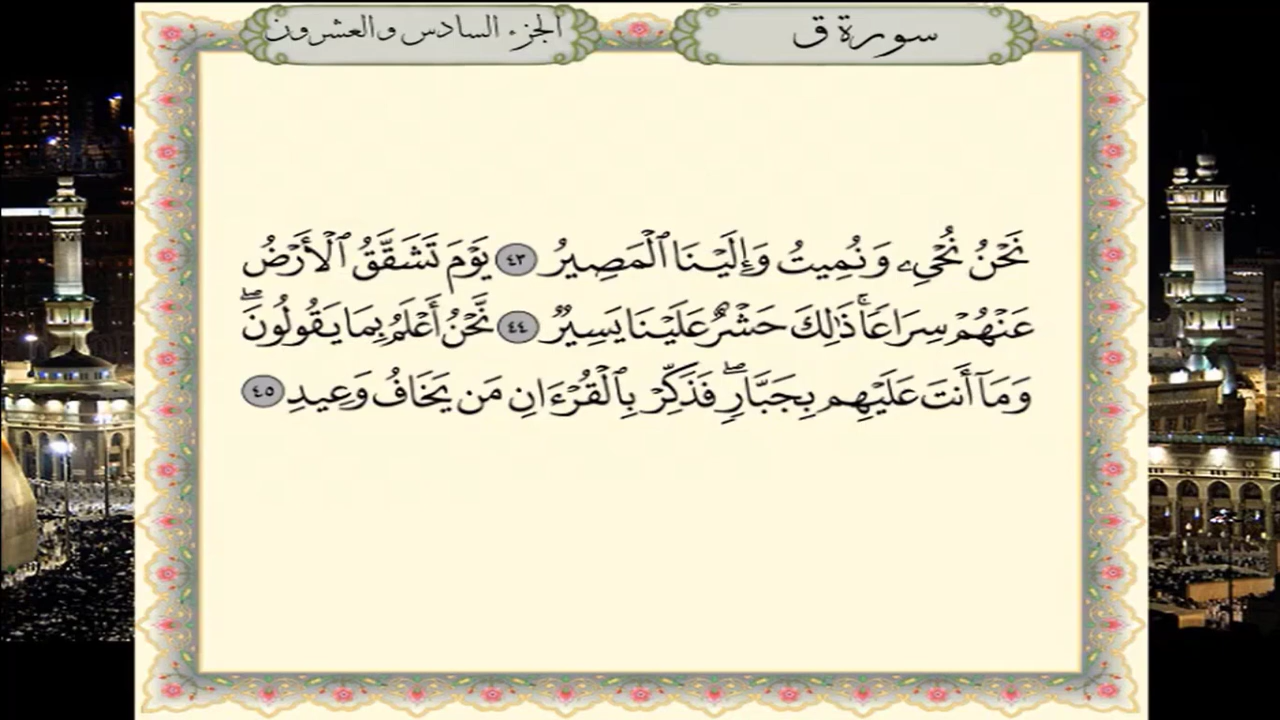 سورة ق
الجزء السادس والعشرون
نَحْنُ نُحْيِۦ وَنُمِيتُ وَإِلَيْنَا ٱلْمَصِيرُ ٤٣ يَوْمَ تَشَقَّقُ ٱلْأَرْضُ
عَنْهُمْ سِرَاعًا ۚ ذَٰلِكَ حَشْرٌ عَلَيْنَا يَسِيرٌ ٤٤ نَّحْنُ أَعْلَمُ بِمَا يَقُولُونَ ۖ
وَمَآ أَنتَ عَلَيْهِم بِجَبَّارٍ ۖ فَذَكِّرْ بِٱلْقُرْءَانِ مَن يَخَافُ وَعِيدِ ٤٥